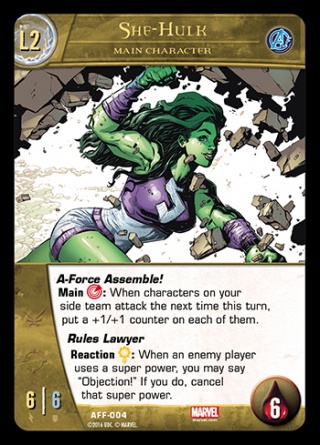 L2
She-Hulk
Main Character
A-Force Assemble!
Main : When characters on your
side team attack the next time this turn,
put a +1/+1 counter on each of them.
Rules Lawyer
Reaction : When an enemy player
uses a super power, you may say
"Objection!" If you do, cancel
that super power.
6 | 6
6
AFF-004
MARVEL
©2016 UDC. © MARVEL